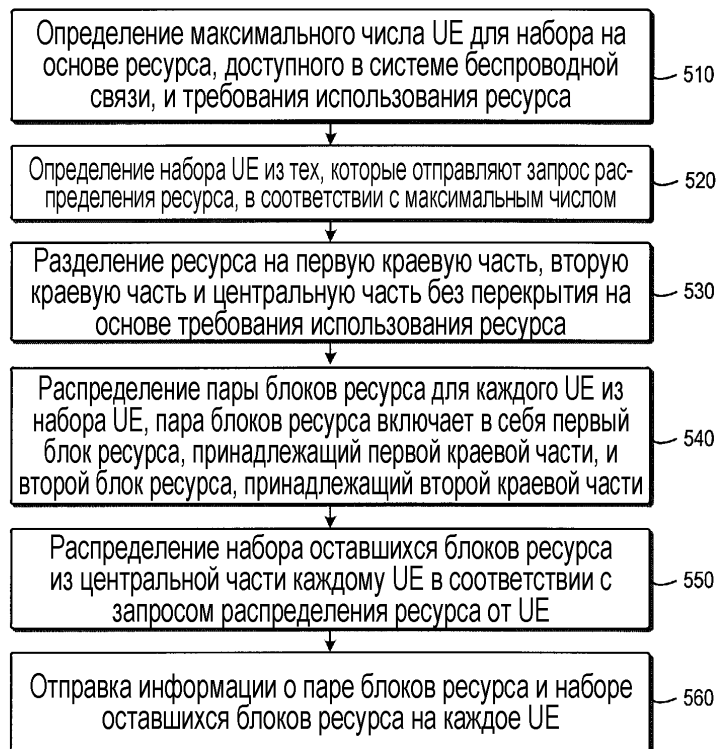 Определение максимального числа UE для набора на
основе ресурса, доступного в системе беспроводной
связи, и требования использования ресурса
510
Определение набора UE из тех, которые отправляют запрос рас-
пределения ресурса, в соответствии с максимальным числом
520
Разделение ресурса на первую краевую часть, вторую
краевую часть и центральную часть без перекрытия на
основе требования использования ресурса
530
Распределение пары блоков ресурса для каждого UE из
набора UE, пара блоков ресурса включает в себя первый
блок ресурса, принадлежащий первой краевой части, и
второй блок ресурса, принадлежащий второй краевой части
540
Распределение набора оставшихся блоков ресурса
из центральной части каждому UE в соответствии с
запросом распределения ресурса от UE
550
Отправка информации о паре блоков ресурса и наборе
оставшихся блоков ресурса на каждое UE
560